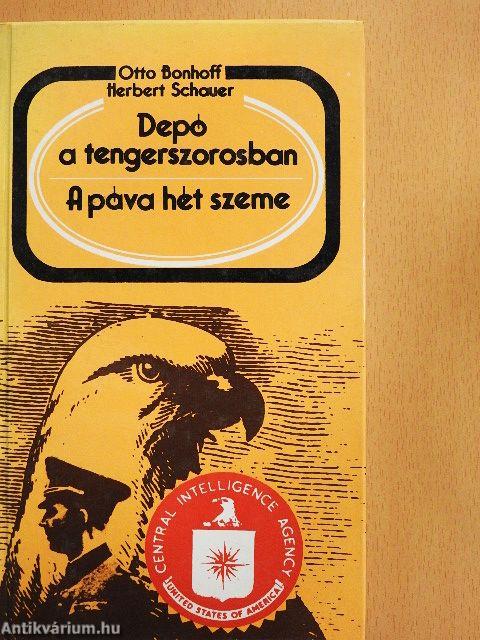 Otto Bonhoff
Herbert Schauer
Depó
a tengerszorosban
A páva hét szeme
CENTRAL INTELLIGENCE AGENCY
UNITED STATES OF AMERICA
Antikvárium.hu